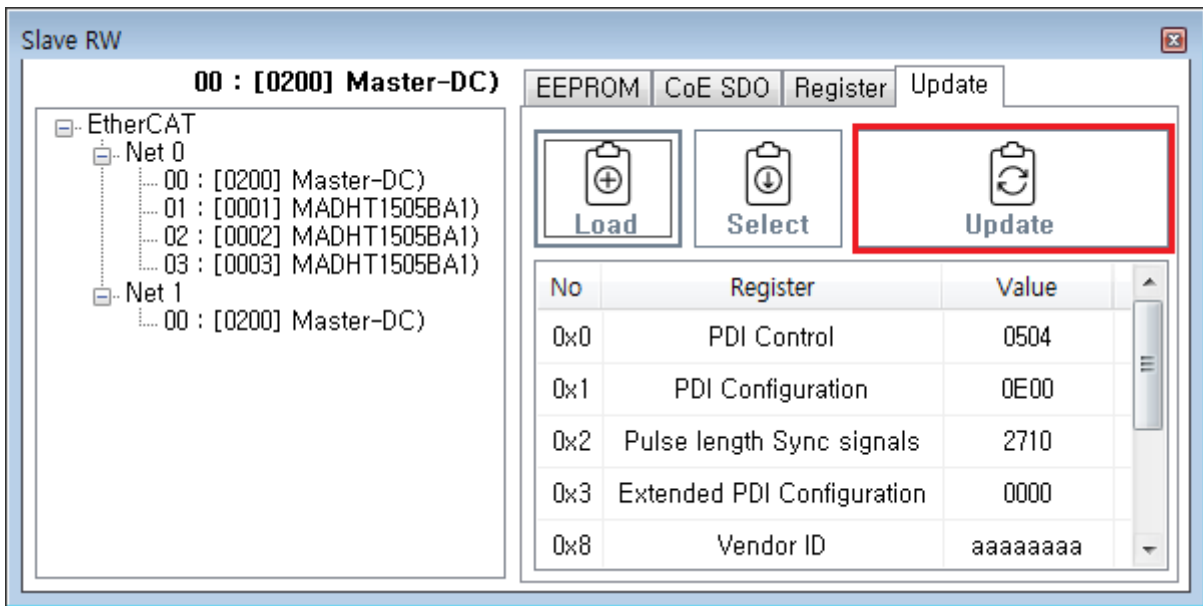 Slave RW
00 : [0200] Master-DC)
EtherCAT
Net 0
00 : [0200] Master-DC)
01 : [0001] MADHT1505BA1)
02 : [0002] MADHT1505BA1)
03 : [0003] MADHT1505BA1)
Net 1
00 : [0200] Master-DC)
EEPROM CoE SDO Register Update
Load Select Update
No Register Value
0x0 PDI Control 0504
0x1 PDI Configuration 0E00
0x2 Pulse length Sync signals 2710
0x3 Extended PDI Configuration 0000
0x8 Vendor ID aaaaaaaa